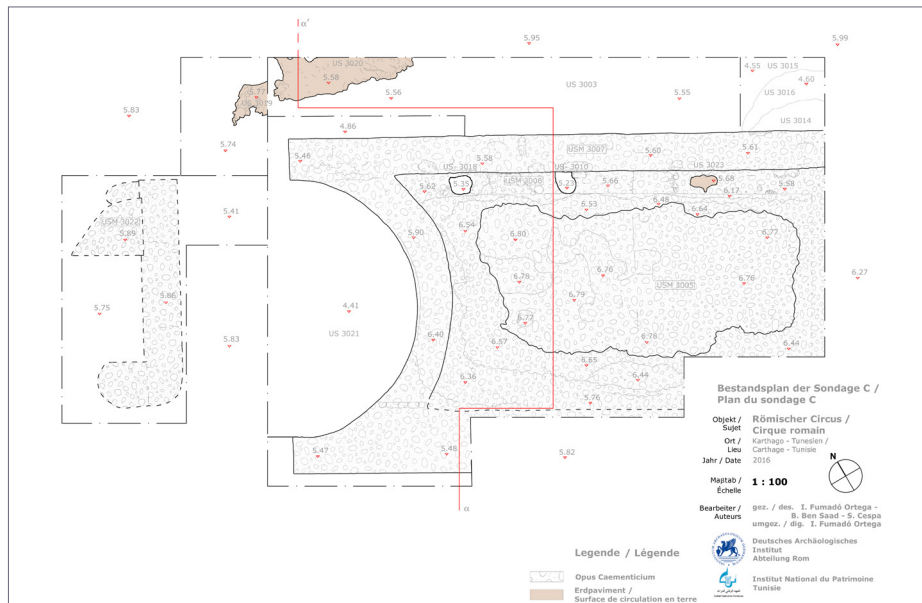 α'
5.95
5.99
US 3020
5.58
US 3003
4.55
US 3015
5.77
4.60
US 3019
5.56
5.55
US 3016
5.83
US 3014
4.86
5.74
5.46
5.58
USM 3007
5.60
5.61
US- 3018
US- 3010
US 3023
USM 3006
5.62
5.35
5.66
5.68
5.58
6.17
6.48
6.53
6.64
5.41
USM 3022
5.89
5.90
6.54
6.80
6.77
6.78
6.76
6.76
6.27
USM 3005
5.86
6.79
5.75
4.41
6.77
US 3021
5.83
6.40
6.57
6.78
6.44
6.65
6.36
6.44
5.76
5.47
5.48
5.82
α
Bestandsplan der Sondage C /
Plan du sondage C
Objekt /
Sujet
Römischer Circus /
Cirque romain
Ort /
Lieu
Karthago - Tunesien /
Carthage - Tunisie
Jahr / Date
2016
N
Maßtab /
Échelle
1 : 100
Bearbeiter /
Auteurs
gez. / des. I. Fumadó Ortega -
B. Ben Saad - S. Cespa
umgez. / dig. I. Fumadó Ortega
Deutsches Archäologisches
Institut
Abteilung Rom
Institut National du Patrimoine
Tunisie
Legende / Légende
Opus Caementicium
Erdpaviment /
Surface de circulation en terre